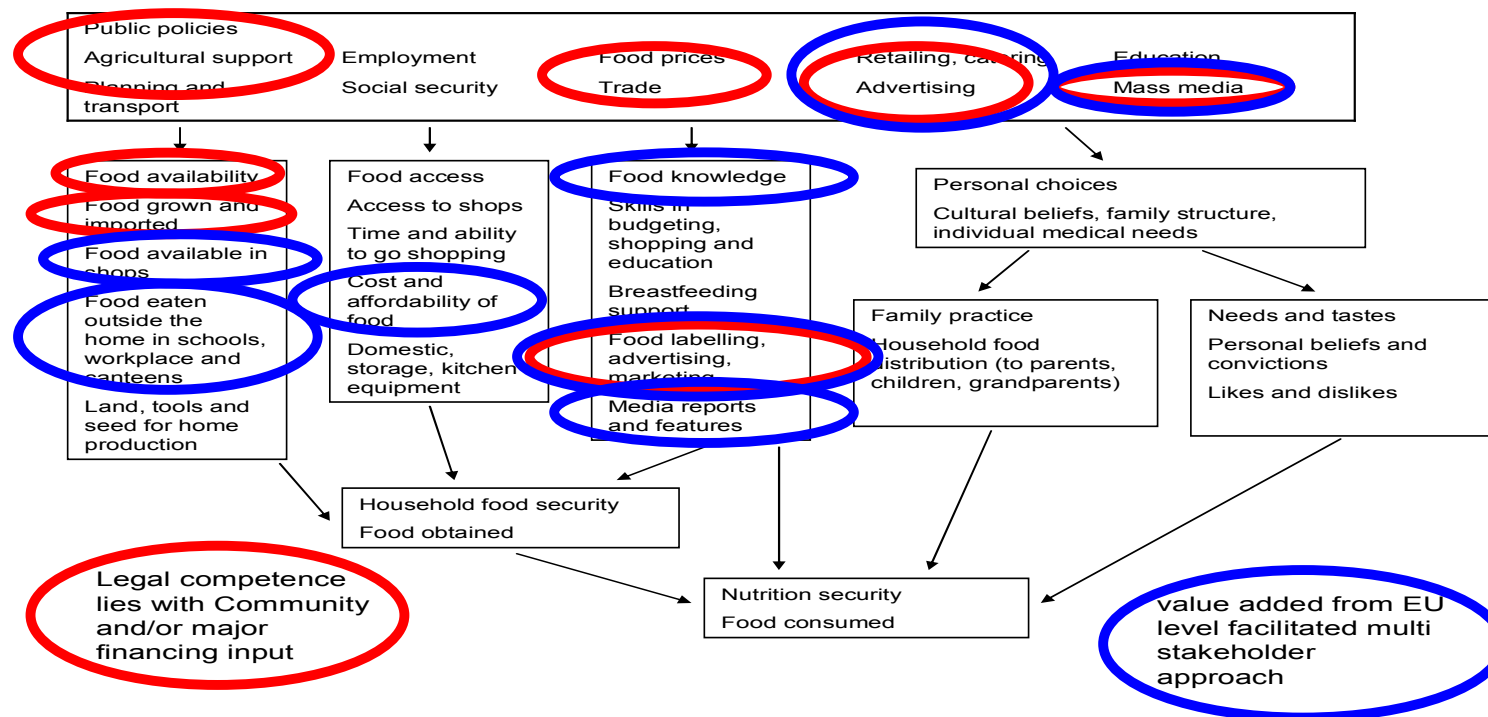 Public policies
Agricultural support
Planning and
transport
Employment
Social security
Food prices
Trade
Retailing, catering
Advertising
Education
Mass media
Food availability
Food grown and
imported
Food available in
shops
Food eaten
outside the
home in schools,
workplace and
canteens
Land, tools and
seed for home
production
Food access
Access to shops
Time and ability
to go shopping
Cost and
affordability of
food
Domestic,
storage, kitchen
equipment
Food knowledge
Skills in
budgeting,
shopping and
education
Breastfeeding
support
Food labelling,
advertising,
marketing
Media reports
and features
Personal choices
Cultural beliefs, family structure,
individual medical needs
Family practice
Household food
distribution (to parents,
children, grandparents)
Needs and tastes
Personal beliefs and
convictions
Likes and dislikes
Household food security
Food obtained
Nutrition security
Food consumed
Legal competence
lies with Community
and/or major
financing input
value added from EU
level facilitated multi
stakeholder
approach